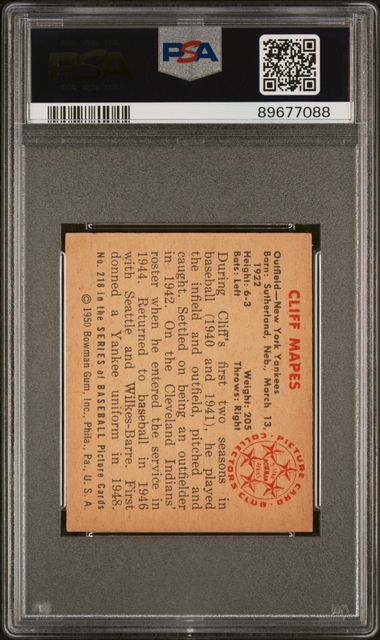 PSA
PSA
89677088
CLIFF MAPES
Outfield—New York Yankees
Born: Sutherland, Neb., March 13,
1922
Height: 6-3 Weight: 205
Bats: Left Throws: Right
During Cliff's first two seasons in
baseball (1940 and 1941), he played
the infield and outfield, pitched and
caught. Settled on being an outfielder
in 1942. On the Cleveland Indians'
roster when he entered the service in
1944. Returned to baseball in 1946
with Seattle and Wilkes-Barre. First
donned a Yankee uniform in 1948.
No. 218 in the SERIES of BASEBALL Picture Cards
©1950 Bowman Gum, Inc., Phila., Pa., U. S. A.
PICTURE CARD
COLLECTORS CLUB